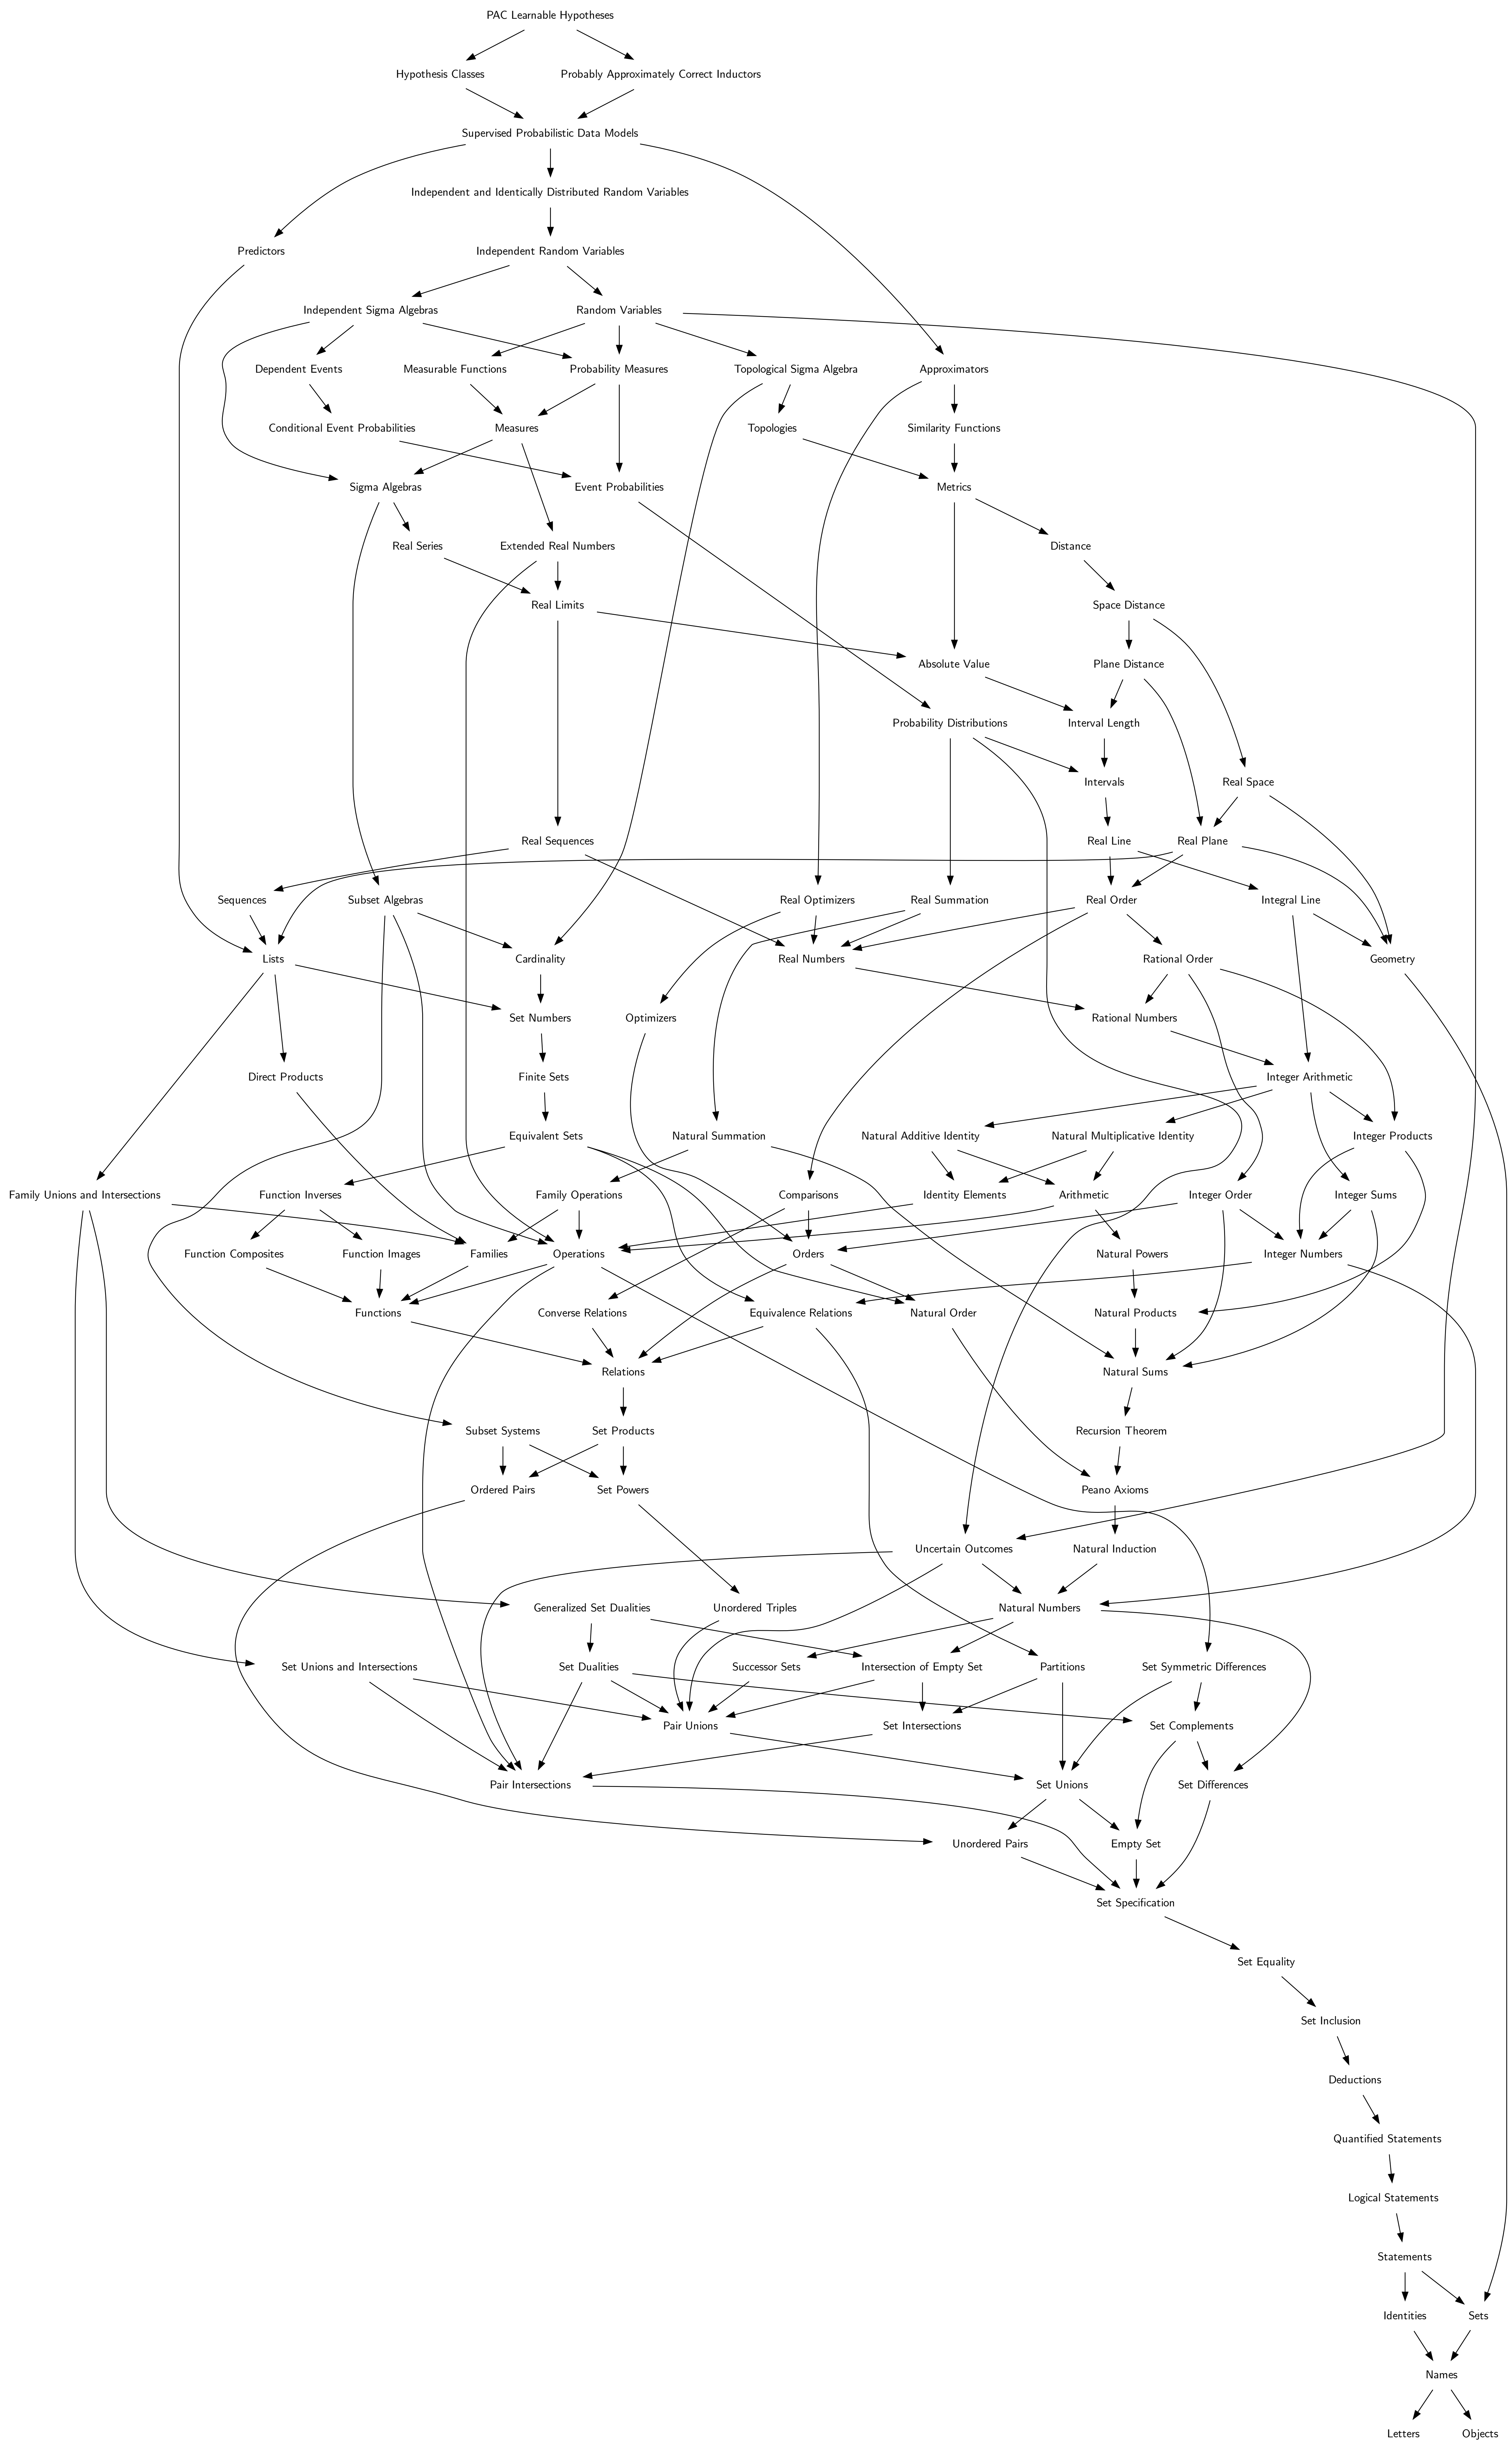 PAC Learnable Hypotheses
Hypothesis Classes
Probably Approximately Correct Inductors
Supervised Probabilistic Data Models
Independent and Identically Distributed Random Variables
Predictors
Independent Random Variables
Independent Sigma Algebras
Random Variables
Dependent Events
Measurable Functions
Probability Measures
Topological Sigma Algebra
Approximators
Conditional Event Probabilities
Measures
Topologies
Similarity Functions
Sigma Algebras
Event Probabilities
Metrics
Real Series
Extended Real Numbers
Distance
Real Limits
Space Distance
Absolute Value
Plane Distance
Probability Distributions
Interval Length
Intervals
Real Space
Real Sequences
Real Line
Real Plane
Sequences
Subset Algebras
Real Optimizers
Real Summation
Real Order
Integral Line
Lists
Cardinality
Real Numbers
Rational Order
Geometry
Set Numbers
Optimizers
Rational Numbers
Direct Products
Finite Sets
Integer Arithmetic
Equivalent Sets
Natural Summation
Natural Additive Identity
Natural Multiplicative Identity
Integer Products
Family Unions and Intersections
Function Inverses
Family Operations
Comparisons
Identity Elements
Arithmetic
Integer Order
Integer Sums
Function Composites
Function Images
Families
Operations
Orders
Natural Powers
Integer Numbers
Functions
Converse Relations
Equivalence Relations
Natural Order
Natural Products
Relations
Natural Sums
Subset Systems
Set Products
Recursion Theorem
Ordered Pairs
Set Powers
Peano Axioms
Uncertain Outcomes
Natural Induction
Generalized Set Dualities
Unordered Triples
Natural Numbers
Set Unions and Intersections
Set Dualities
Successor Sets
Intersection of Empty Set
Partitions
Set Symmetric Differences
Pair Unions
Set Intersections
Set Complements
Pair Intersections
Set Unions
Set Differences
Unordered Pairs
Empty Set
Set Specification
Set Equality
Set Inclusion
Deductions
Quantified Statements
Logical Statements
Statements
Identities
Sets
Names
Letters
Objects